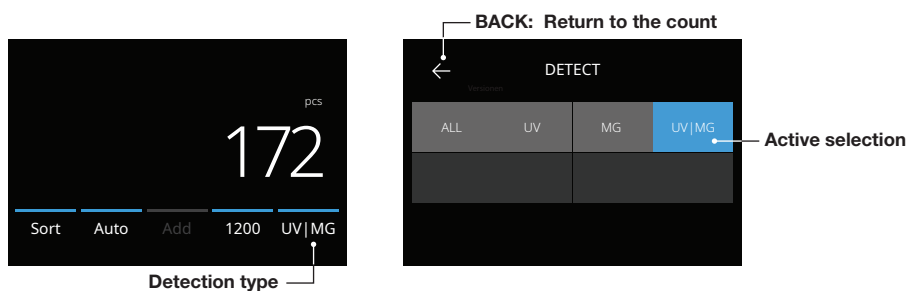 BACK: Return to the count
pcs
172
Sort Auto Add 1200 UV|MG
Detection type
DETECT
Versionen
ALL UV MG UV|MG
Active selection